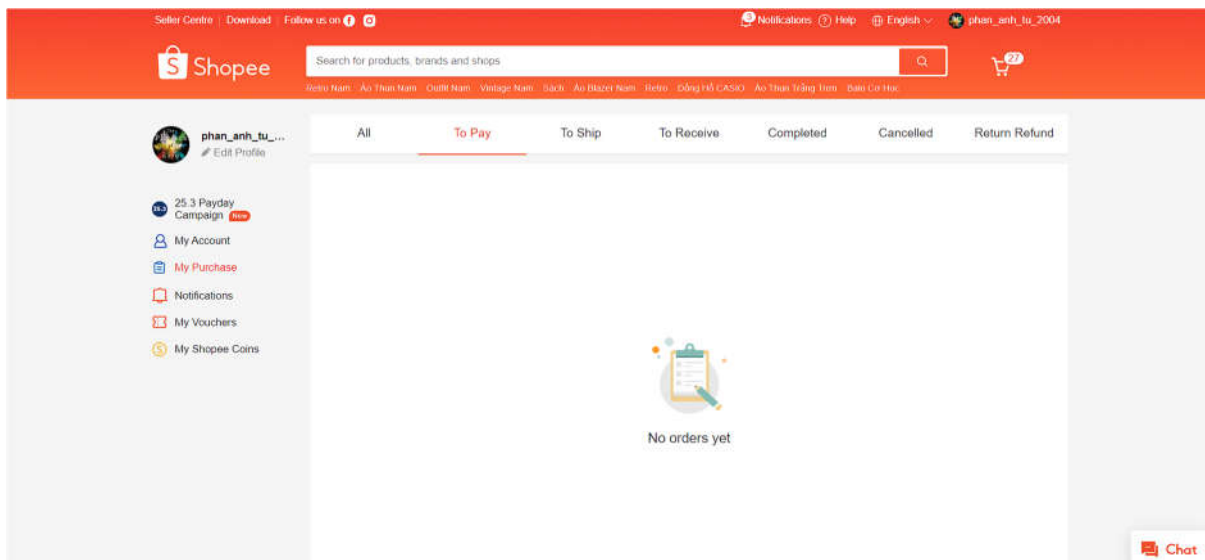 Seller Centre | Download | Follow us on
3 Notifications Help English phan_anh_tu_2004
S Shopee Search for products, brands and shops 27
Retro Nam Áo Thun Nam Outfit Nam Vintage Nam Sách Áo Blazer Nam Retro Đồng Hồ CASIO Áo Thun Trắng Trơn Bàn Cơ Học
phan_anh_tu_...
Edit Profile
All To Pay To Ship To Receive Completed Cancelled Return Refund
25.3 25.3 Payday
Campaign New
My Account
My Purchase
Notifications
My Vouchers
My Shopee Coins
No orders yet
Chat